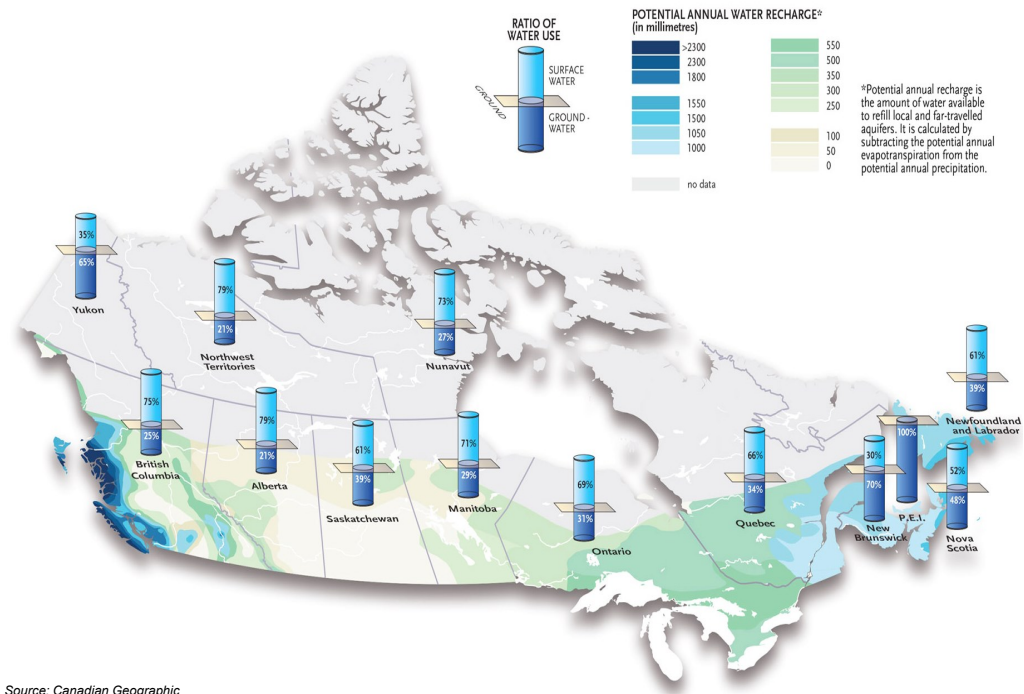 RATIO OF
WATER USE
SURFACE
WATER
GROUND
GROUND -
WATER
POTENTIAL ANNUAL WATER RECHARGE*
(in millimetres)
>2300
2300
1800
1550
1500
1050
1000
no data
550
500
350
300
250
100
50
0
*Potential annual recharge is
the amount of water available
to refill local and far-travelled
aquifers. It is calculated by
subtracting the potential annual
evapotranspiration from the
potential annual precipitation.
35%
65%
Yukon
79%
21%
Northwest
Territories
73%
27%
Nunavut
61%
39%
Newfoundland
and Labrador
75%
25%
British
Columbia
79%
21%
Alberta
61%
39%
Saskatchewan
71%
29%
Manitoba
69%
31%
Ontario
66%
34%
Quebec
30%
70%
New
Brunswick
100%
P.E.I.
52%
48%
Nova
Scotia
Source: Canadian Geographic